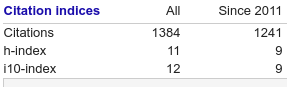 Citation indices All Since 2011
Citations 1384 1241
h-index 11 9
i10-index 12 9